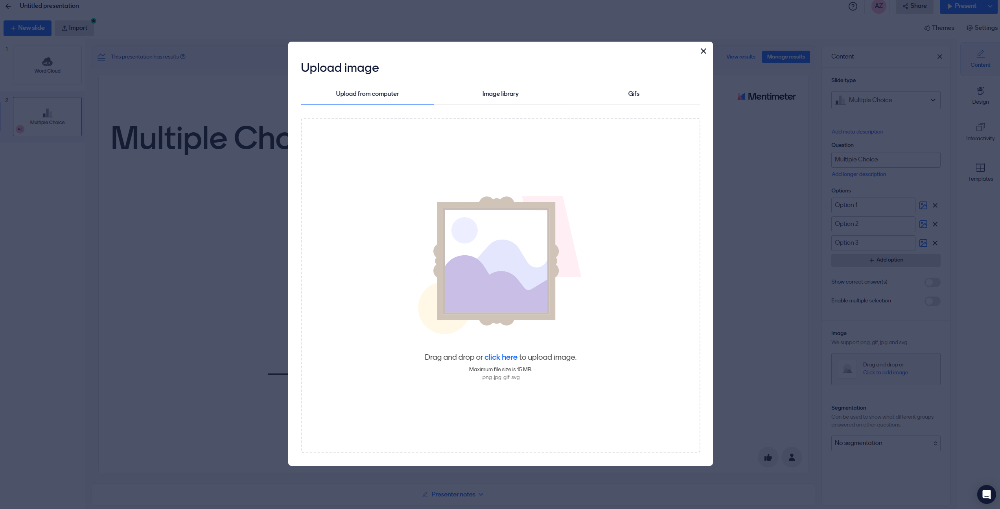 Untitled presentation
AZ
Share
Present
New slide
Import
Themes
Settings
1
ABC
Word Cloud
2
Multiple Choice
AZ
This presentation has results
View results
Manage results
Mentimeter
Multiple Cho
Upload image
Upload from computer
Image library
Gifs
Drag and drop or click here to upload image.
Maximum file size is 15 MB.
.png .jpg .gif .svg
Presenter notes
Content
Slide type
Multiple Choice
Add meta description
Question
Multiple Choice
Add longer description
Options
Option 1
Option 2
Option 3
Add option
Show correct answer(s)
Enable multiple selection
Image
We support png, gif, jpg and svg
Drag and drop or
Click to add image
Segmentation
Can be used to show what different groups
answered on other questions.
No segmentation
Content
Design
Interactivity
Templates